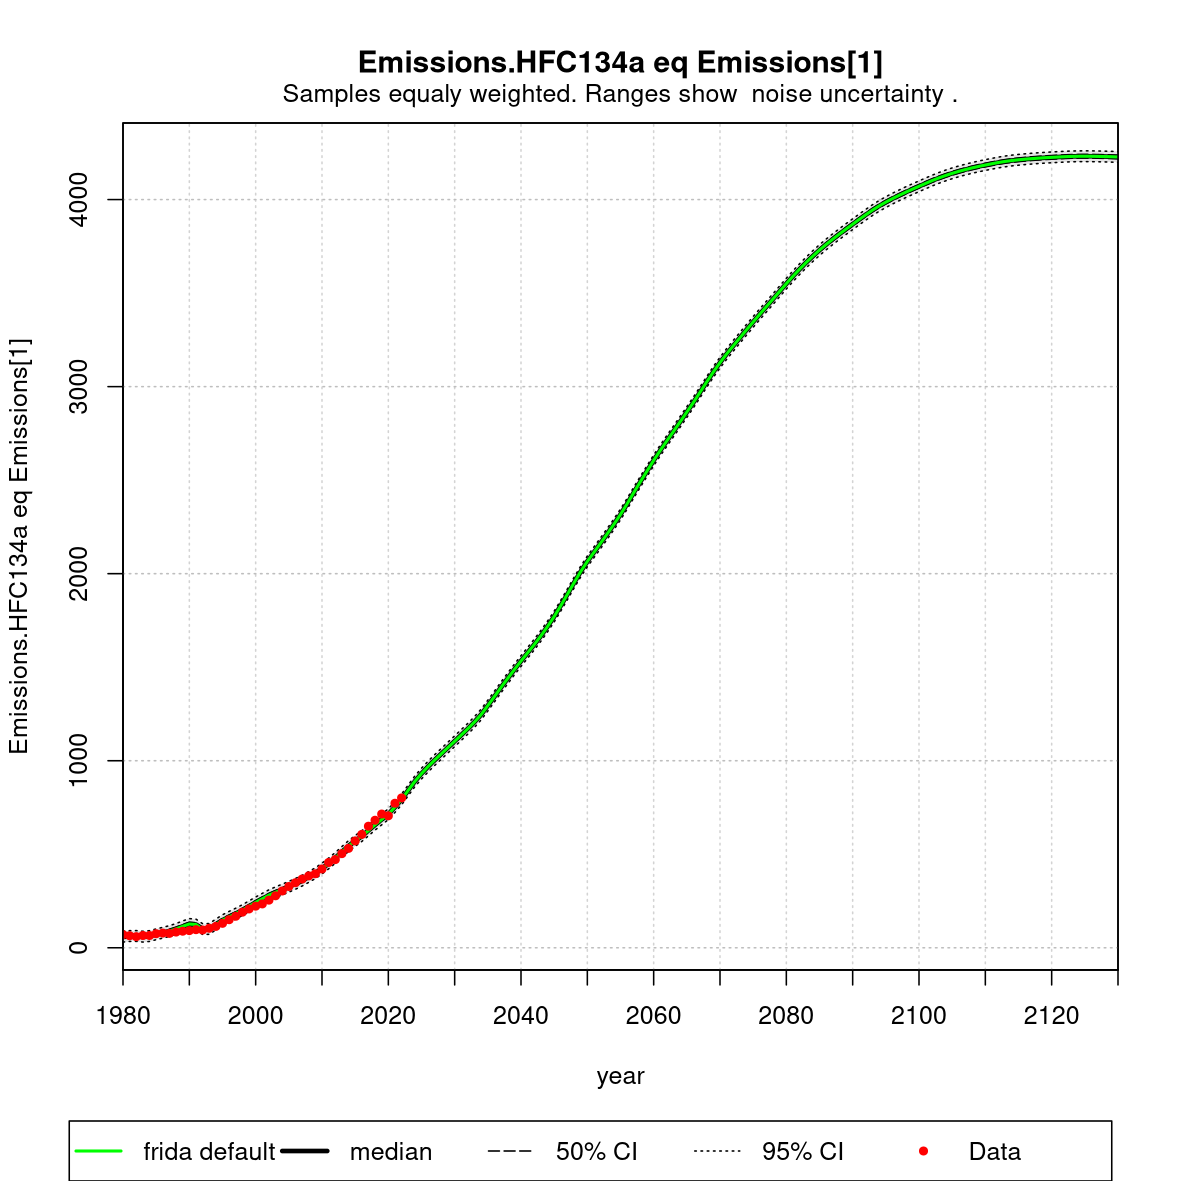 Emissions.HFC134a eq Emissions[1]
Samples equaly weighted. Ranges show  noise uncertainty .
Emissions.HFC134a eq Emissions[1]
4000
3000
2000
1000
0
1980 2000 2020 2040 2060 2080 2100 2120
year
frida default median 50% CI 95% CI Data